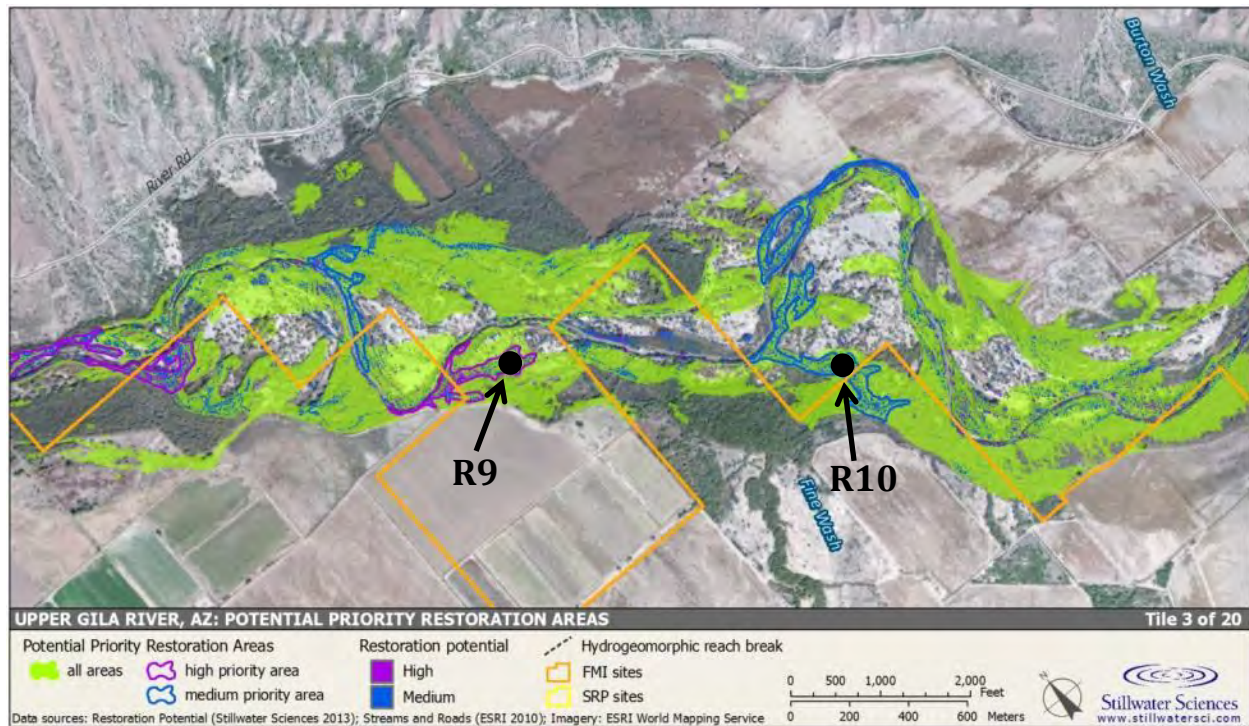 Burton Wash
River Rd
R9
R10
Fine Wash
UPPER GILA RIVER, AZ: POTENTIAL PRIORITY RESTORATION AREAS Tile 3 of 20
Potential Priority Restoration Areas Restoration potential Hydrogeomorphic reach break
all areas high priority area High FMI sites
medium priority area Medium SRP sites
0 500 1,000 2,000 Feet
0 200 400 600 Meters
N
Stillwater Sciences
www.stillwatersci.com
Data sources: Restoration Potential (Stillwater Sciences 2013); Streams and Roads (ESRI 2010); Imagery: ESRI World Mapping Service